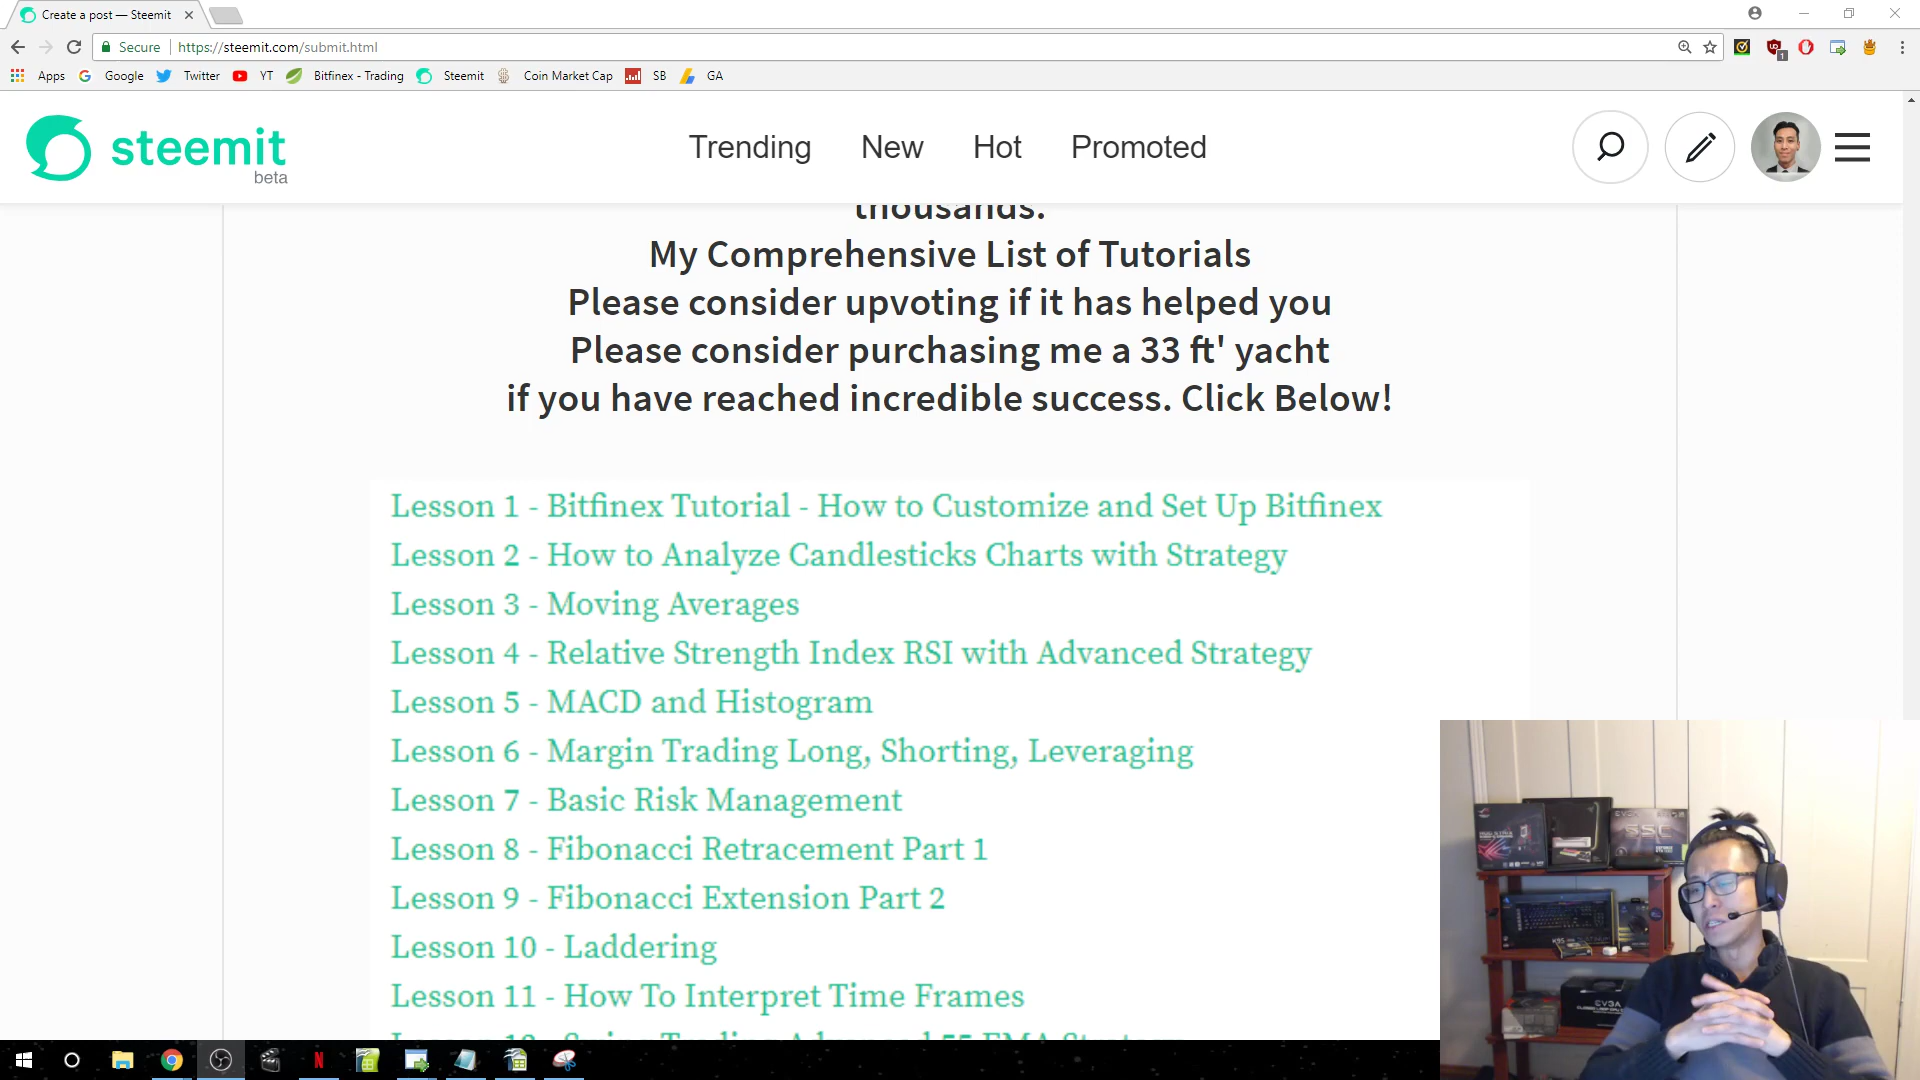 Create a post — Steemit
Secure
https://steemit.com/submit.html
Apps
Google
Twitter
YT
Bitfinex - Trading
Steemit
Coin Market Cap
SB
GA
steemit
beta
Trending
New
Hot
Promoted
thousands.
My Comprehensive List of Tutorials
Please consider upvoting if it has helped you
Please consider purchasing me a 33 ft' yacht
if you have reached incredible success. Click Below!
Lesson 1 - Bitfinex Tutorial - How to Customize and Set Up Bitfinex
Lesson 2 - How to Analyze Candlesticks Charts with Strategy
Lesson 3 - Moving Averages
Lesson 4 - Relative Strength Index RSI with Advanced Strategy
Lesson 5 - MACD and Histogram
Lesson 6 - Margin Trading Long, Shorting, Leveraging
Lesson 7 - Basic Risk Management
Lesson 8 - Fibonacci Retracement Part 1
Lesson 9 - Fibonacci Extension Part 2
Lesson 10 - Laddering
Lesson 11 - How To Interpret Time Frames
EVGA